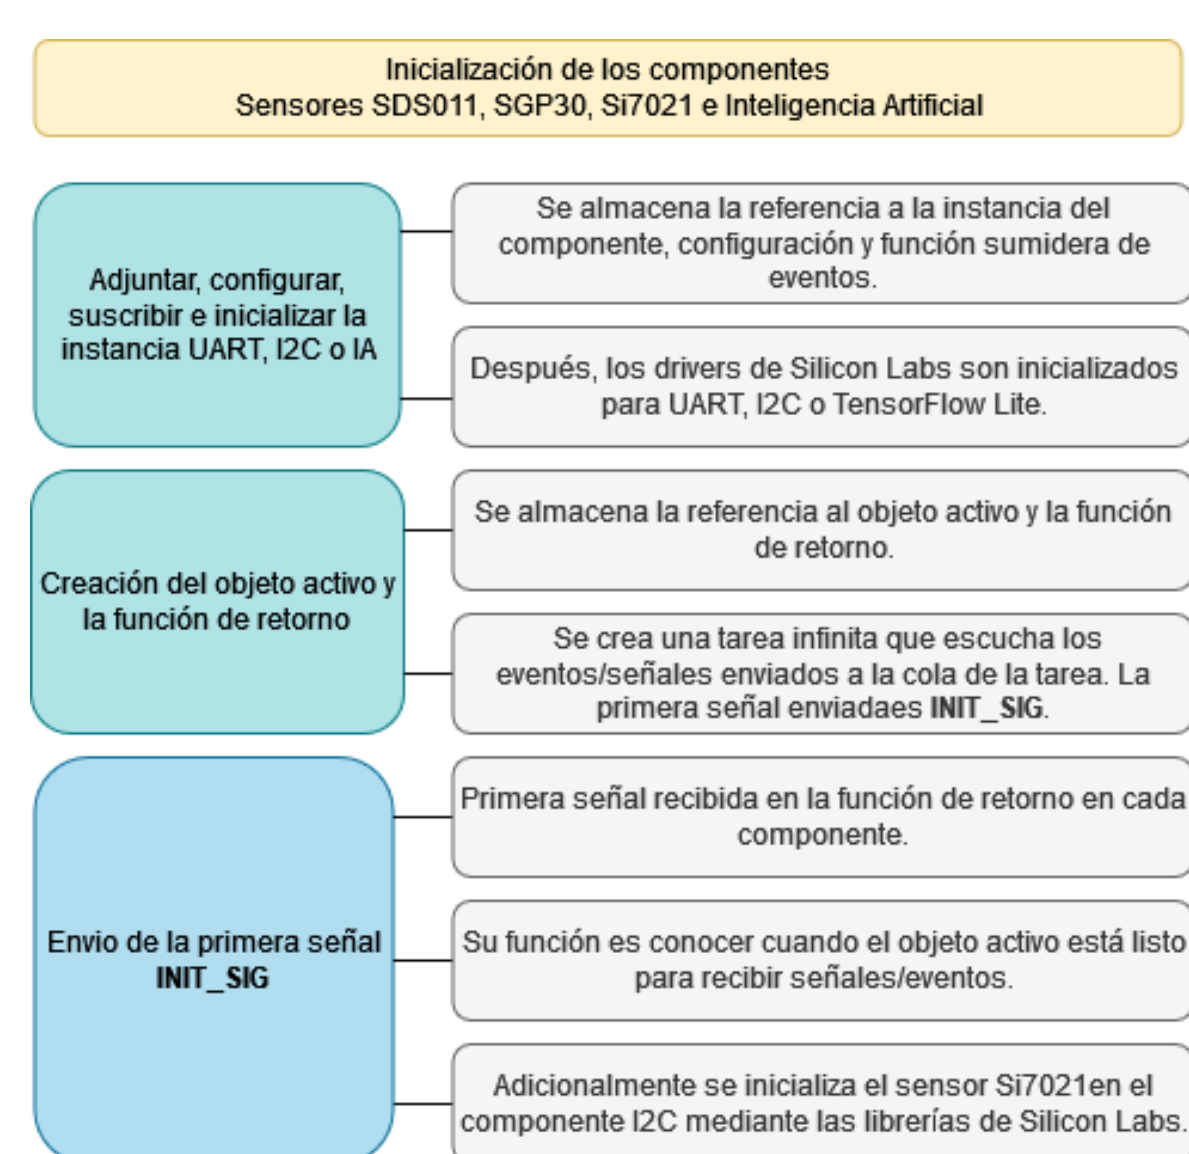 Inicialización de los componentes
Sensores SDS011, SGP30, Si7021 e Inteligencia Artificial
Adjuntar, configurar,
suscribir e inicializar la
instancia UART, I2C o IA
Se almacena la referencia a la instancia del
componente, configuración y función sumidera de
eventos.
Después, los drivers de Silicon Labs son inicializados
para UART, I2C o TensorFlow Lite.
Creación del objeto activo y
la función de retorno
Se almacena la referencia al objeto activo y la función
de retorno.
Se crea una tarea infinita que escucha los
eventos/señales enviados a la cola de la tarea. La
primera señal enviadaes INIT_SIG.
Envio de la primera señal
INIT_SIG
Primera señal recibida en la función de retorno en cada
componente.
Su función es conocer cuando el objeto activo está listo
para recibir señales/eventos.
Adicionalmente se inicializa el sensor Si7021en el
componente I2C mediante las librerías de Silicon Labs.